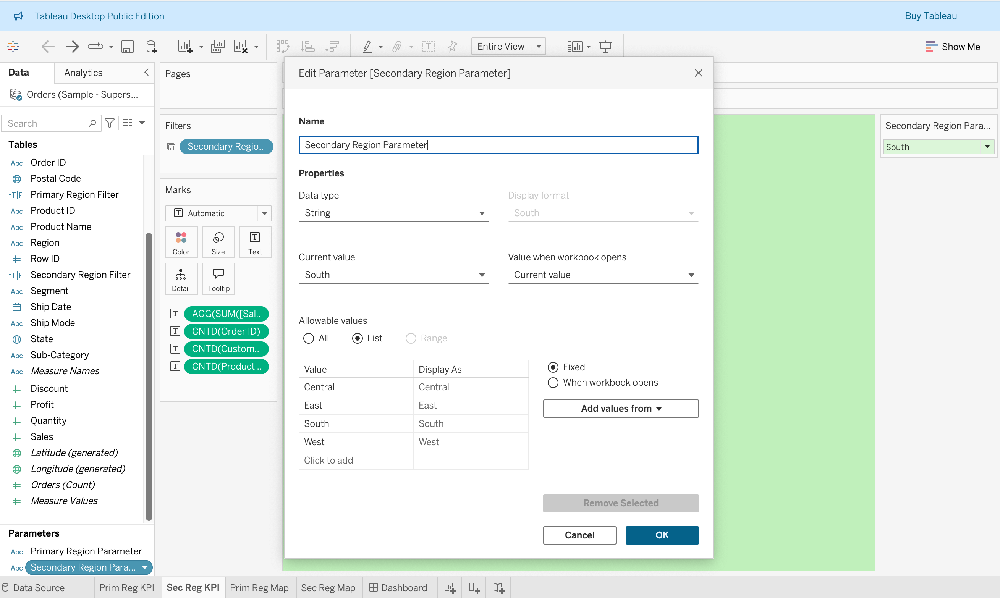 Tableau Desktop Public Edition
Buy Tableau
Entire View
Show Me
Data
Analytics
Orders (Sample - Supers...
Search
Tables
Abc Order ID
Postal Code
=T|F Primary Region Filter
Abc Product ID
Abc Product Name
Abc Region
Row ID
=T|F Secondary Region Filter
Abc Segment
Ship Date
Abc Ship Mode
State
Abc Sub-Category
Abc Measure Names
Discount
Profit
Quantity
Sales
Latitude (generated)
Longitude (generated)
Orders (Count)
Measure Values
Parameters
Abc Primary Region Parameter
Abc Secondary Region Para...
Pages
Filters
Secondary Regio..
Marks
T Automatic
Color
Size
T Text
Detail
Tooltip
T AGG(SUM([Sal..
T CNTD(Order ID)
T CNTD(Custom..
T CNTD(Product ..
Edit Parameter [Secondary Region Parameter]
Name
Secondary Region Parameter
Properties
Data type
String
Display format
South
Current value
South
Value when workbook opens
Current value
Allowable values
All
List
Range
Value Display As
Central Central
East East
South South
West West
Click to add
Fixed
When workbook opens
Add values from
Remove Selected
Cancel
OK
Secondary Region Para...
South
Data Source
Prim Reg KPI
Sec Reg KPI
Prim Reg Map
Sec Reg Map
Dashboard